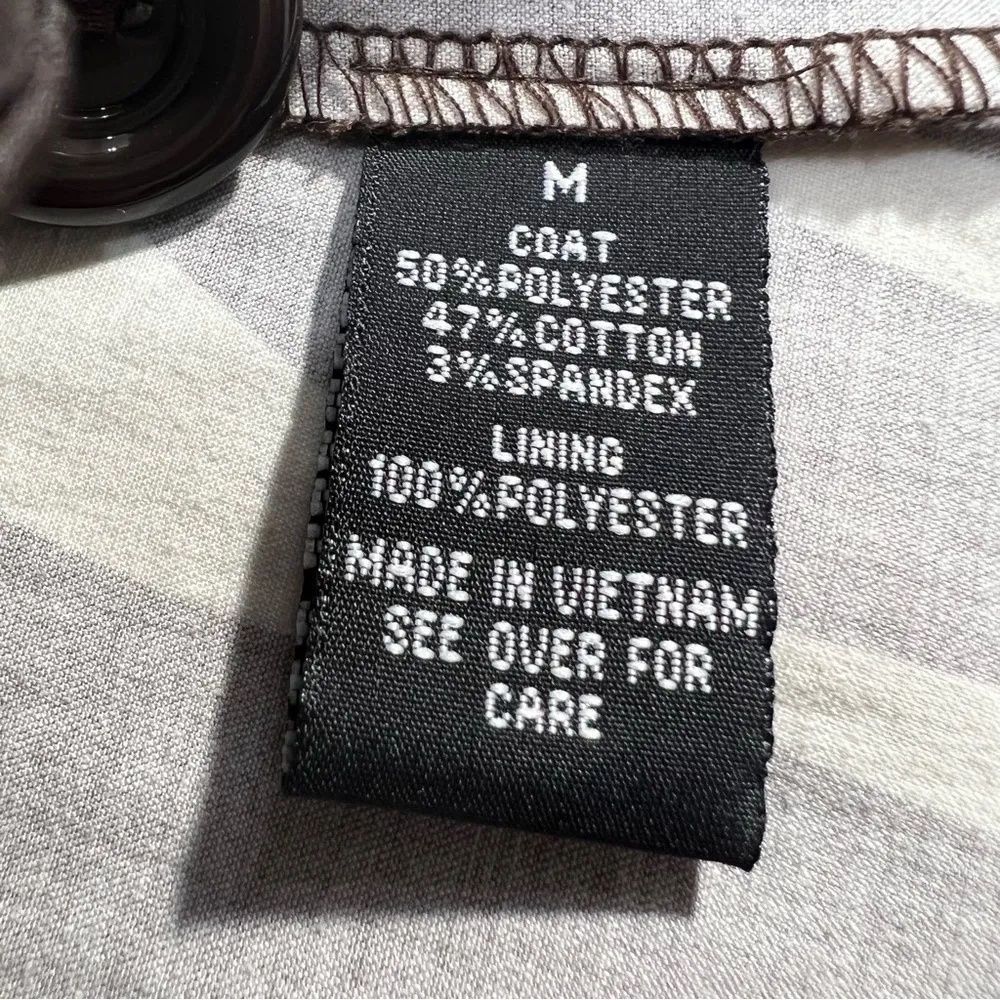 M
COAT
50%POLYESTER
47%COTTON
3%SPANDEX
LINING
100%POLYESTER
MADE IN VIETNAM
SEE OVER FOR
CARE